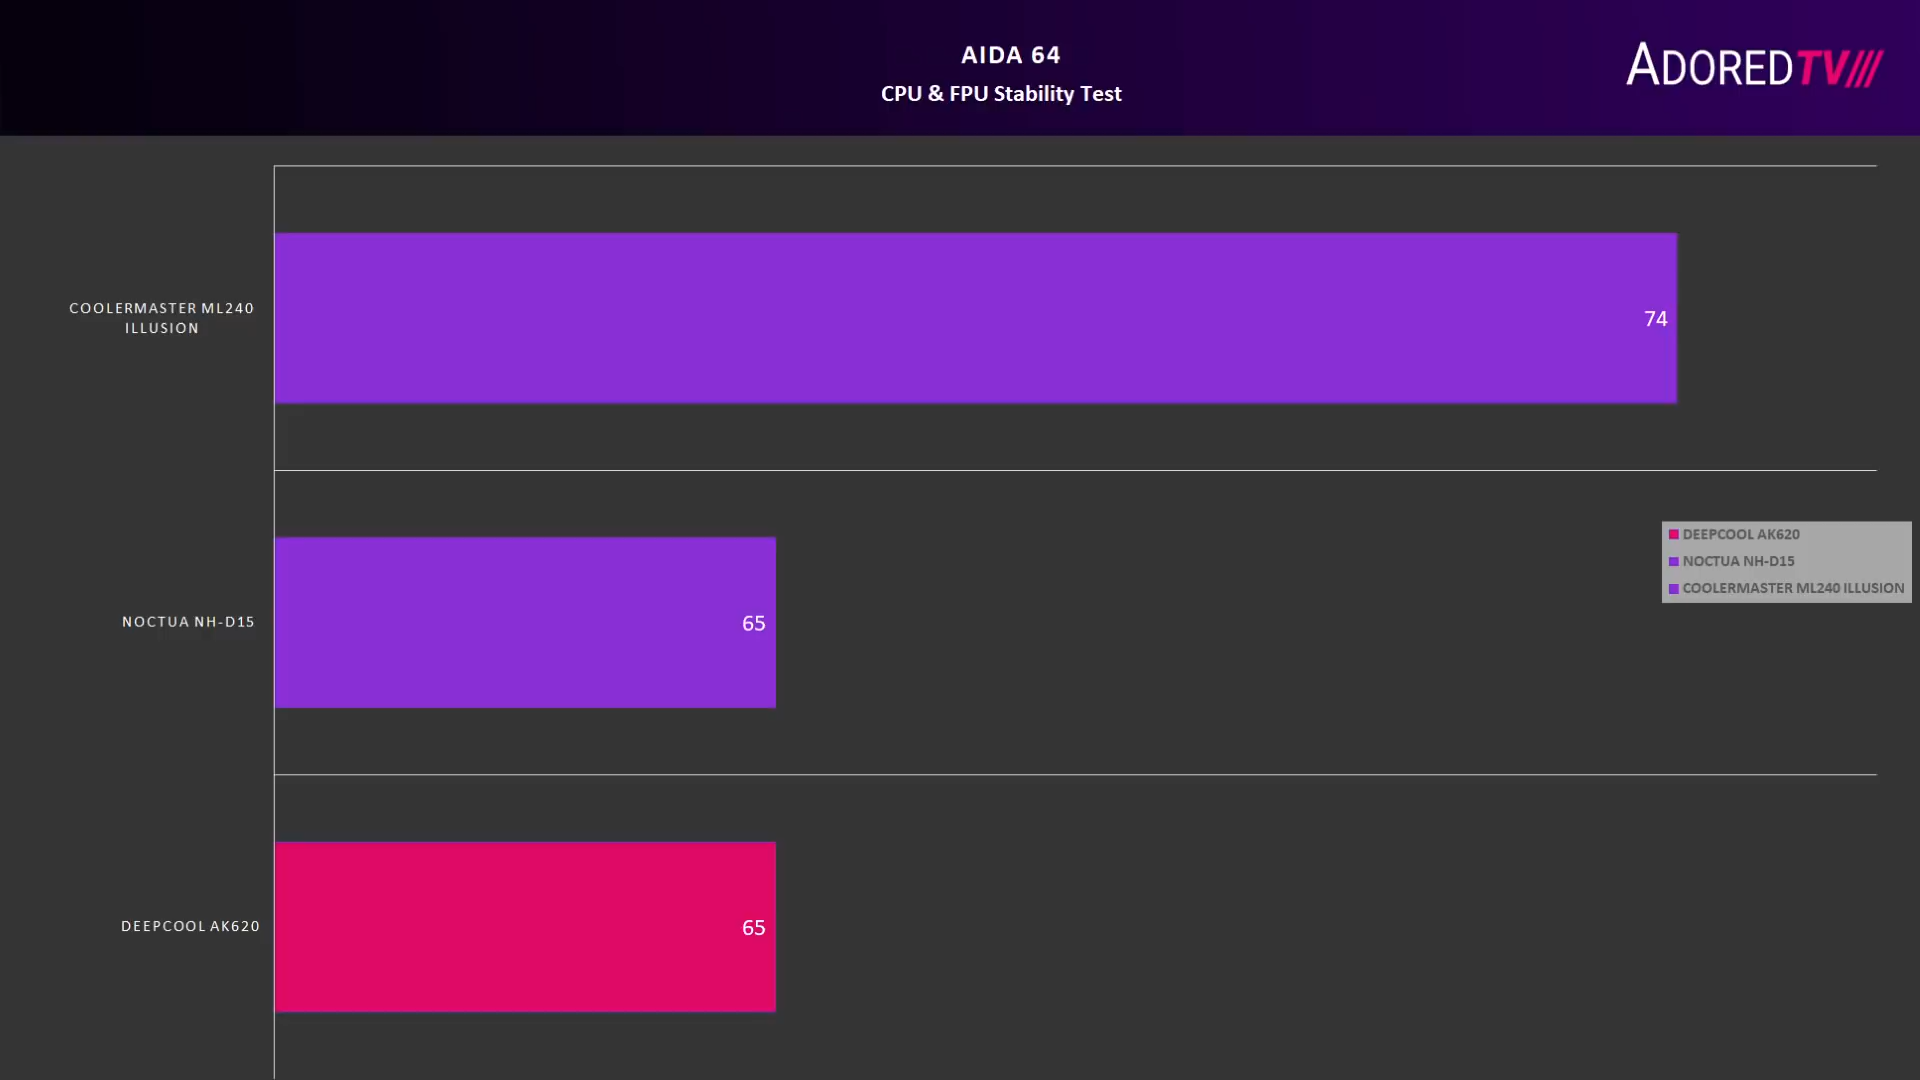 AIDA 64
CPU & FPU Stability Test
ADOREDTV
COOLERMASTER ML240
ILLUSION
74
NOCTUA NH-D15
65
DEEPCOOL AK620
65
DEEPCOOL AK620
NOCTUA NH-D15
COOLERMASTER ML240 ILLUSION